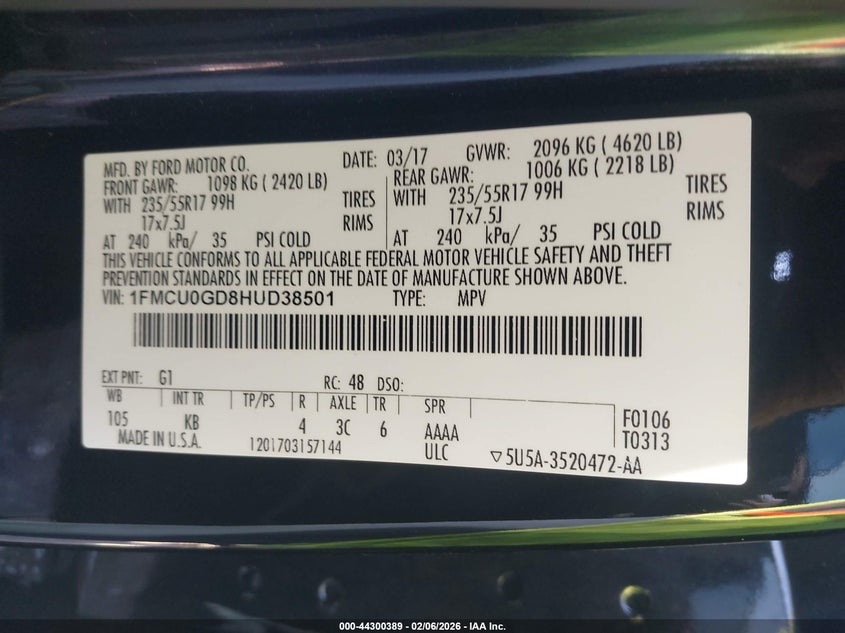 MFD. BY FORD MOTOR CO. DATE: 03/17 GVWR: 2096 KG ( 4620 LB)
FRONT GAWR: 1098 KG ( 2420 LB) REAR GAWR: 1006 KG ( 2218 LB)
WITH 235/55R17 99H TIRES WITH 235/55R17 99H TIRES
17x7.5J RIMS 17x7.5J RIMS
AT 240 kPa/ 35 PSI COLD AT 240 kPa/ 35 PSI COLD
THIS VEHICLE CONFORMS TO ALL APPLICABLE FEDERAL MOTOR VEHICLE SAFETY AND THEFT
PREVENTION STANDARDS IN EFFECT ON THE DATE OF MANUFACTURE SHOWN ABOVE.
VIN: 1FMCU0GD8HUD38501 TYPE: MPV
EXT PNT: G1 RC: 48 DSO:
WB INT TR TP/PS R AXLE TR SPR
105 KB 4 3C 6 AAAA F0106
MADE IN U.S.A. 1201703157144 ULC T0313
▽5U5A-3520472-AA
000-44300389 - 02/06/2026 - IAA Inc.